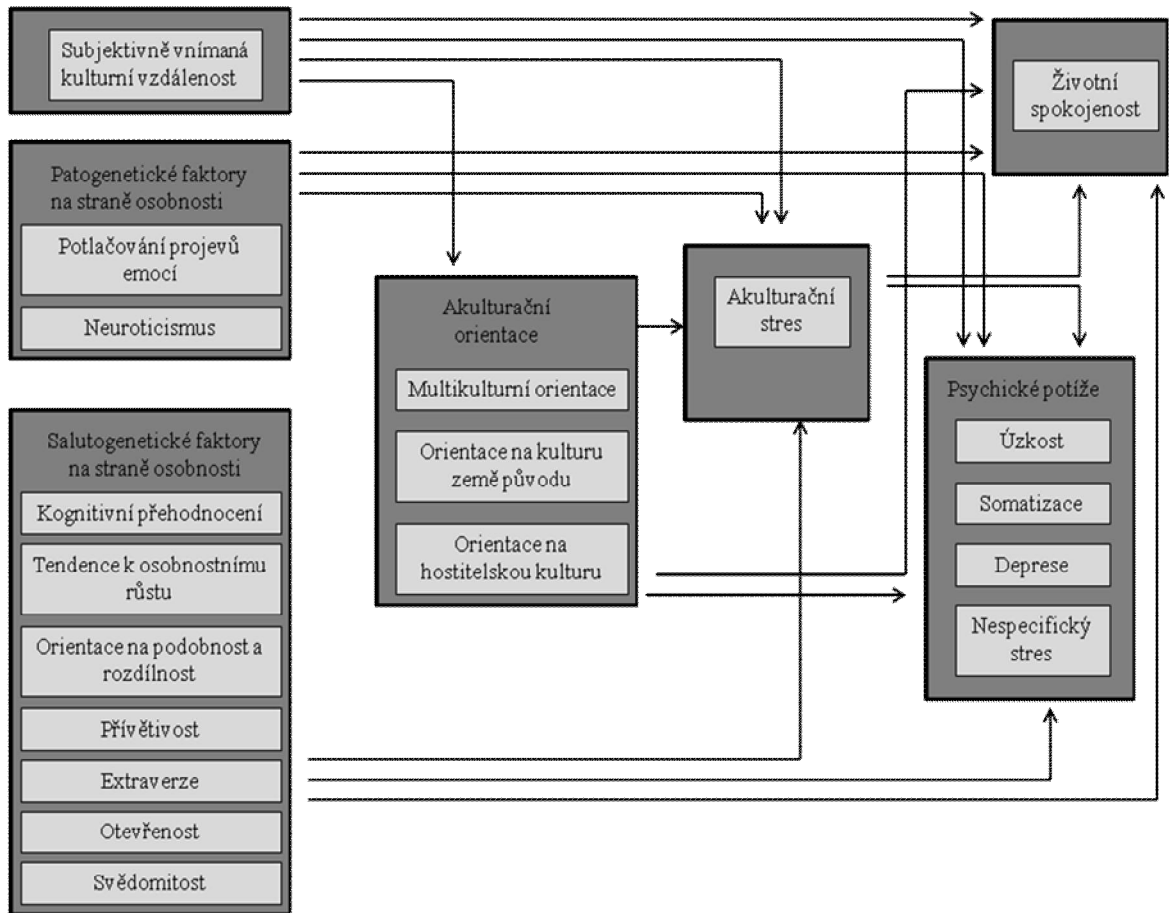 Subjektivně vnímaná
kulturní vzdálenost
Patogenetické faktory
na straně osobnosti
Potlačování projevů
emocí
Neuroticismus
Salutogenetické faktory
na straně osobnosti
Kognitivní přehodnocení
Tendence k osobnostnímu
růstu
Orientace na podobnost a
rozdílnost
Přívětivost
Extraverze
Otevřenost
Svědomitost
Akulturační
orientace
Multikulturní orientace
Orientace na kulturu
země původu
Orientace na
hostitelskou kulturu
Akulturační
stres
Životní
spokojenost
Psychické potíže
Úzkost
Somatizace
Deprese
Nespecifický
stres